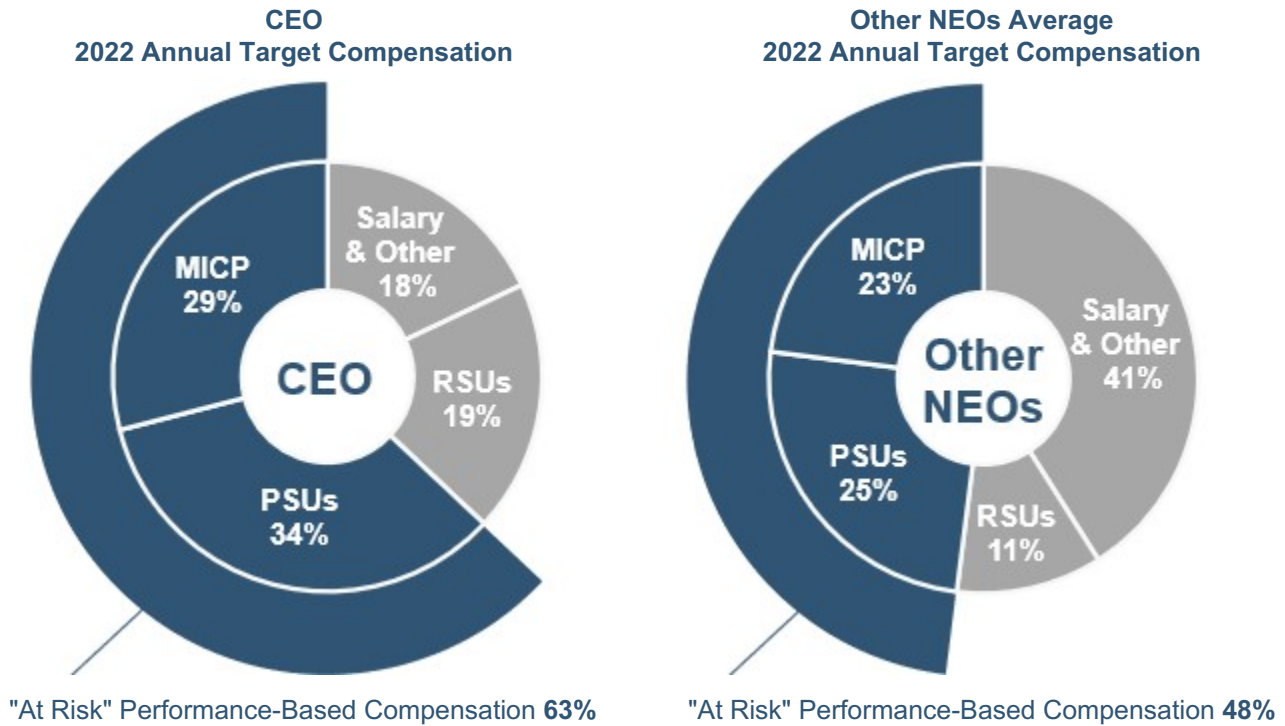 CEO
2022 Annual Target Compensation
MICP
29%
Salary
& Other
18%
CEO
RSUs
19%
PSUs
34%
"At Risk" Performance-Based Compensation 63%
Other NEOs Average
2022 Annual Target Compensation
MICP
23%
Salary
& Other
41%
Other
NEOs
PSUs
25%
RSUs
11%
"At Risk" Performance-Based Compensation 48%